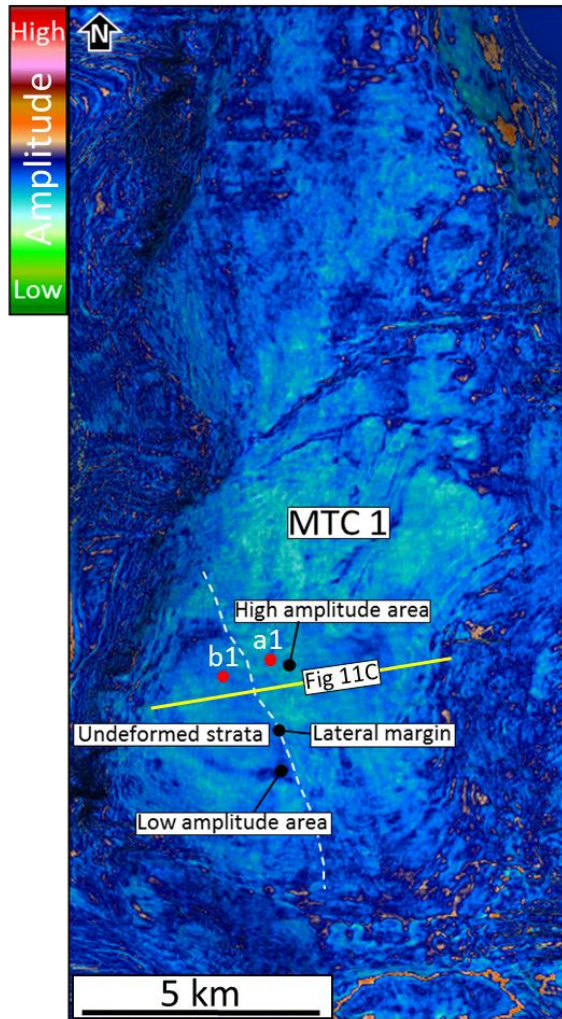 High
Amplitude
Low
N
MTC 1
High amplitude area
a1
b1
Fig 11C
Undeformed strata
Lateral margin
Low amplitude area
5 km